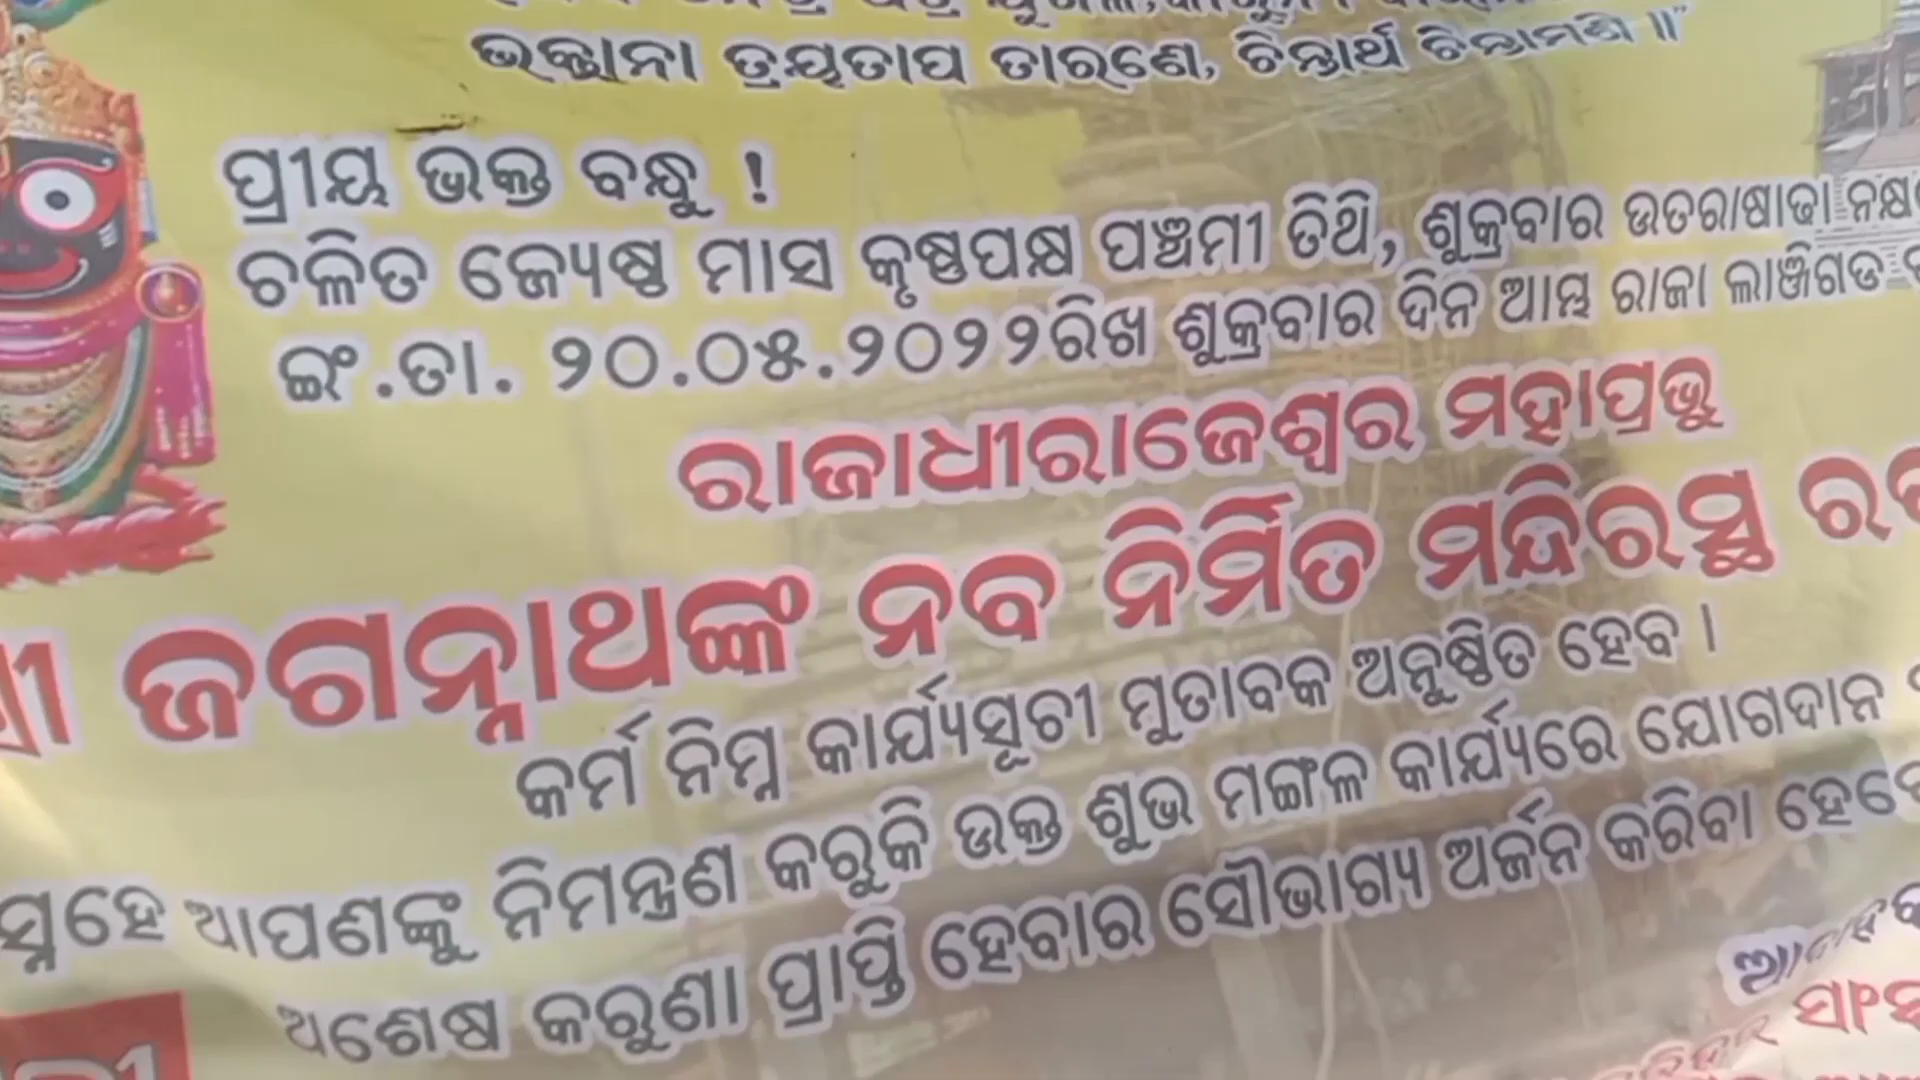 ଭକ୍ତାନା ତ୍ରୟତାପ ତାରଣେ, ଚିନ୍ତାର୍ଥ ଚିନ୍ତାମଣି ॥"
ପ୍ରୀୟ ଭକ୍ତ ବନ୍ଧୁ !
ଚଳିତ ଜ୍ୟେଷ୍ଠ ମାସ କୃଷ୍ଣପକ୍ଷ ପଞ୍ଚମୀ ତିଥି, ଶୁକ୍ରବାର ଉତରାଷାଢା
ଇଂ.ତା. ୨୦.୦୫.୨୦୨୨ରିଖ ଶୁକ୍ରବାର ଦିନ ଆମ୍ଭ ରାଜା ଲାଞ୍ଜିଗଡ
ରାଜାଧୀରାଜେଶ୍ୱର ମହାପ୍ରଭୁ
ଜଗନ୍ନାଥଙ୍କ ନବ ନିର୍ମିତ ମନ୍ଦିରସ୍ଥ
କର୍ମ ନିମ୍ନ କାର୍ଯ୍ୟସୂଚୀ ମୁତାବକ ଅନୁଷ୍ଠିତ ହେବ ।
ଆପଣଙ୍କୁ ନିମନ୍ତ୍ରଣ କରୁକି ଉକ୍ତ ଶୁଭ ମଙ୍ଗଳ କାର୍ଯ୍ୟରେ ଯୋଗଦାନ
ଅଶେଷ କରୁଣା ପ୍ରାପ୍ତି ହେବାର ସୌଭାଗ୍ୟ ଅର୍ଜନ କରିବା